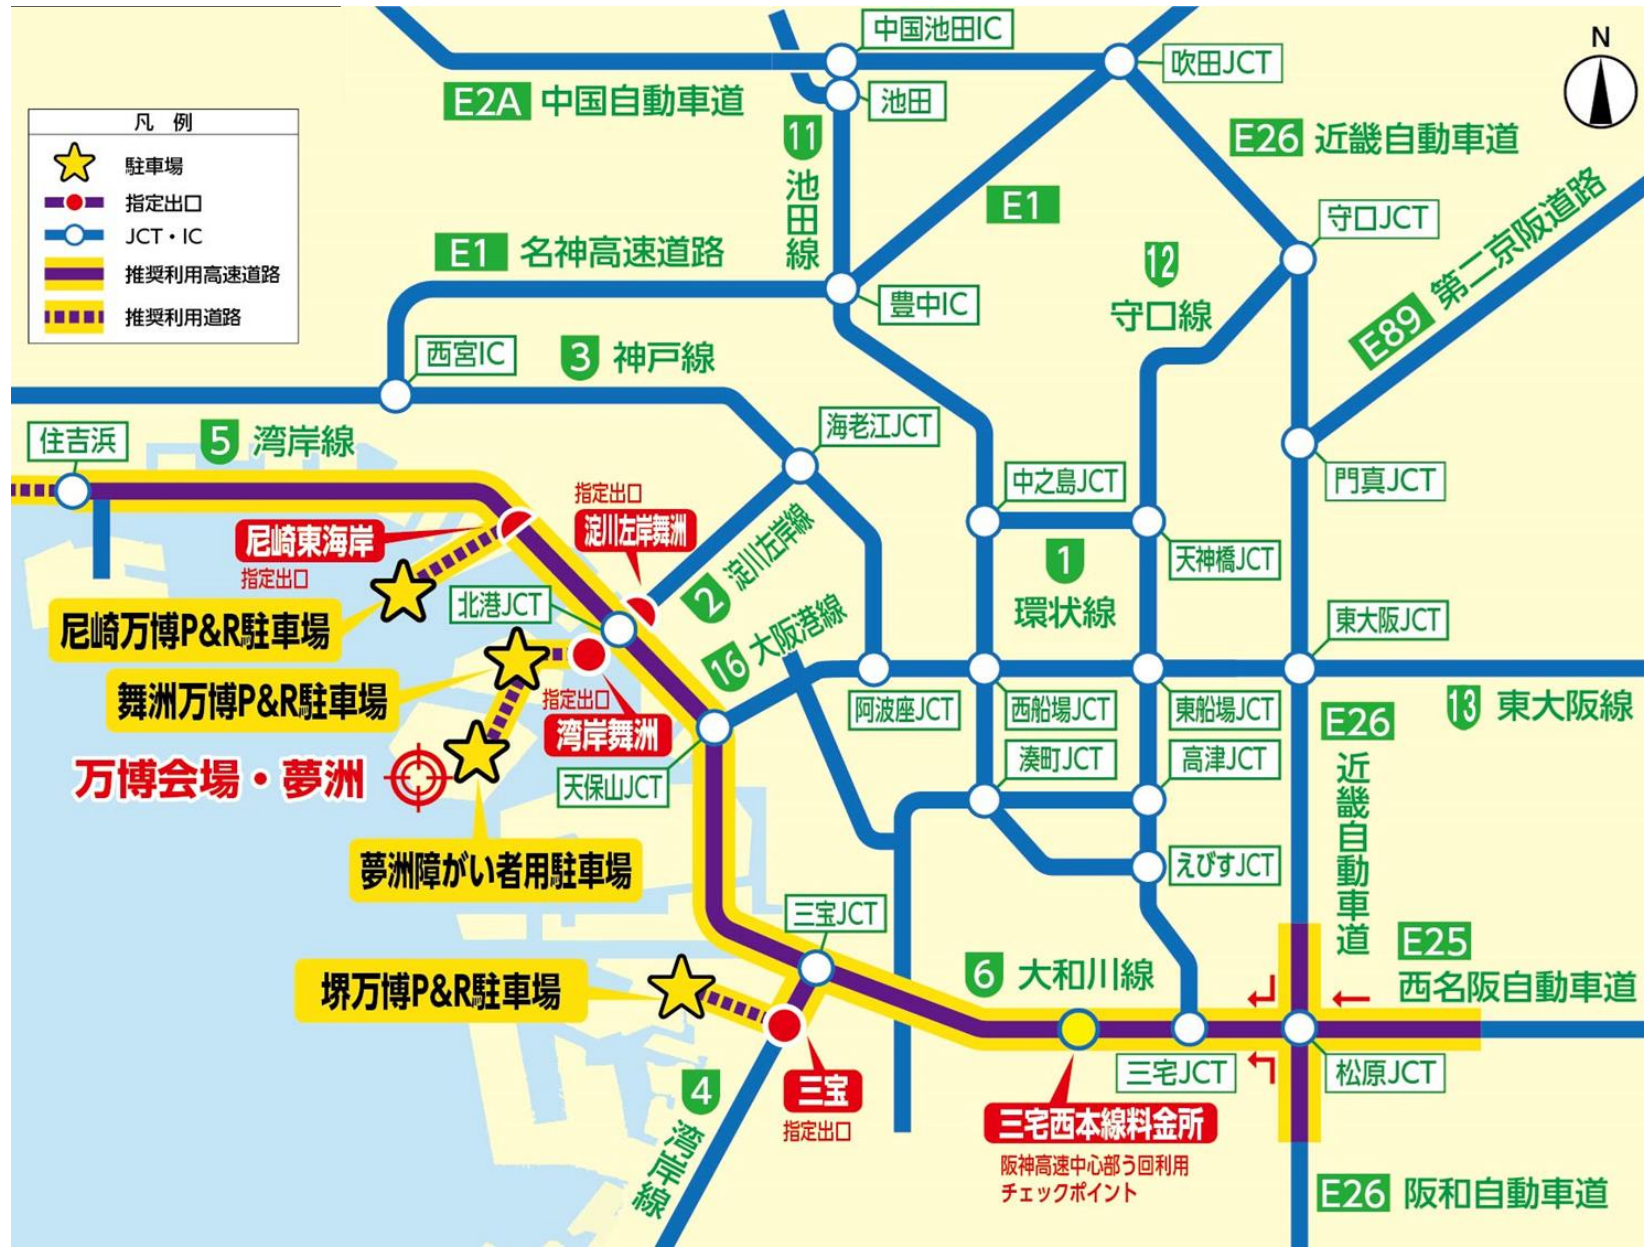 中国池田IC
吹田JCT
N
E2A 中国自動車道
池田
11
池田線
E26 近畿自動車道
凡 例
駐車場
指定出口
JCT・IC
推奨利用高速道路
推奨利用道路
E1
守口JCT
E89 第二京阪道路
E1 名神高速道路
12
守口線
豊中IC
西宮IC
3 神戸線
住吉浜
5 湾岸線
海老江JCT
中之島JCT
門真JCT
指定出口
淀川左岸舞洲
尼崎東海岸
指定出口
2 淀川左岸線
天神橋JCT
1
環状線
北港JCT
尼崎万博P&R駐車場
16 大阪港線
東大阪JCT
舞洲万博P&R駐車場
指定出口
湾岸舞洲
阿波座JCT
西船場JCT
東船場JCT
13 東大阪線
E26
近畿自動車道
湊町JCT
高津JCT
万博会場・夢洲
天保山JCT
夢洲障がい者用駐車場
えびすJCT
三宝JCT
E25
西名阪自動車道
6 大和川線
堺万博P&R駐車場
三宅JCT
松原JCT
4
湾岸線
三宝
指定出口
三宅西本線料金所
阪神高速中心部う回利用
チェックポイント
E26 阪和自動車道